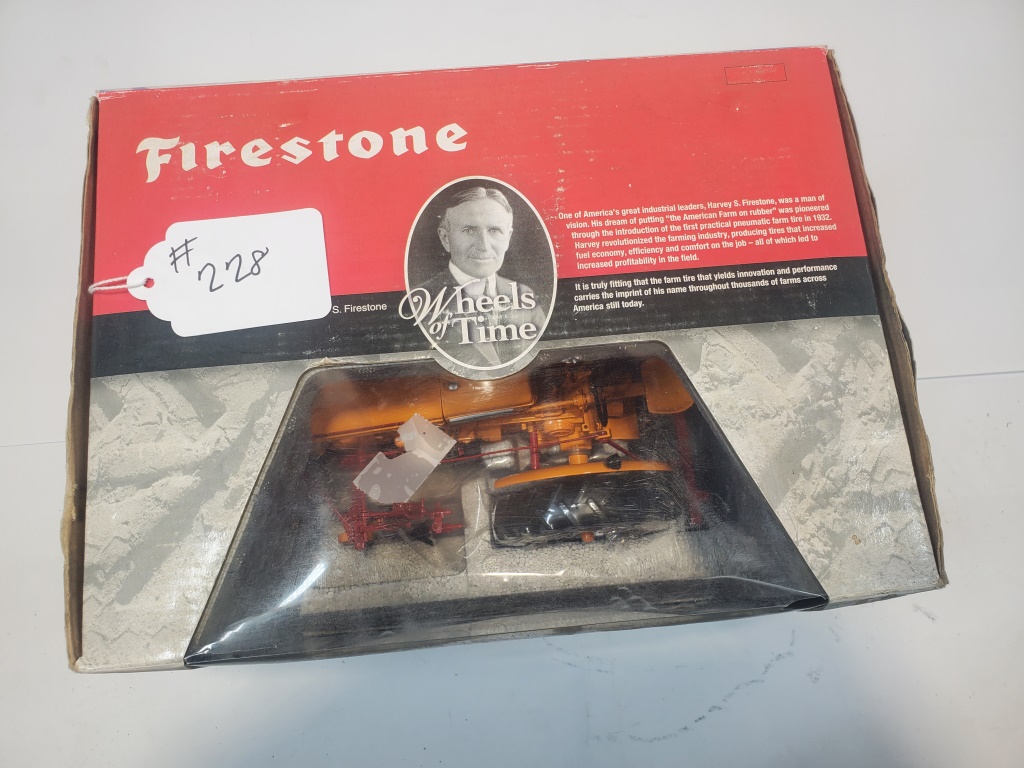 Firestone
# 228
S. Firestone
Wheels
of Time
One of America's great industrial leaders, Harvey S. Firestone, was a man of
vision. His dream of putting "the American Farm on rubber" was pioneered
through the introduction of the first practical pneumatic farm tire in 1932.
Harvey revolutionized the farming industry, producing tires that increased
fuel economy, efficiency and comfort on the job – all of which led to
increased profitability in the field.
It is truly fitting that the farm tire that yields innovation and performance
carries the imprint of his name throughout thousands of farms across
America still today.